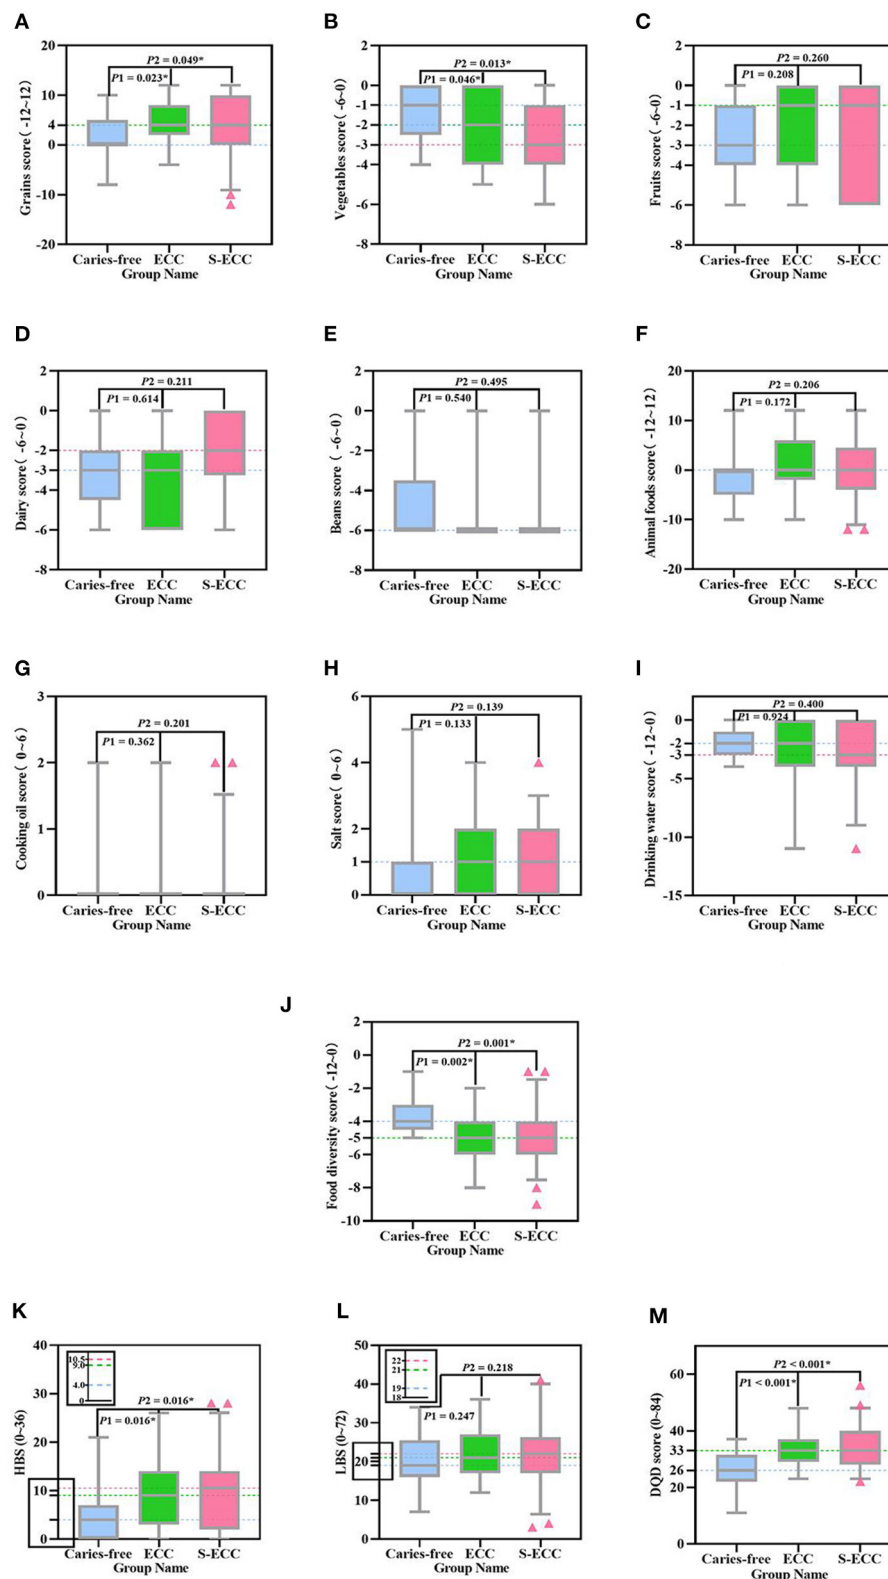 A
Grains score( -12~12)
20
10
4
0
-10
-20
P2 = 0.049*
P1 = 0.023*
Caries-free ECC S-ECC
Group Name
B
Vegetables score( -6~0)
2
0
-1
-2
-3
-4
-6
-8
P2 = 0.013*
P1 = 0.046*
Caries-free ECC S-ECC
Group Name
C
Fruits score( -6~0)
2
0
-1
-2
-3
-4
-6
-8
P2 = 0.260
P1 = 0.208
Caries-free ECC S-ECC
Group Name
D
Dairy score( -6~0)
2
0
-2
-3
-4
-6
-8
P2 = 0.211
P1 = 0.614
Caries-free ECC S-ECC
Group Name
E
Beans score( -6~0)
2
0
-2
-4
-6
-8
P2 = 0.495
P1 = 0.540
Caries-free ECC S-ECC
Group Name
F
Animal foods score( -12~12)
20
10
0
-10
-20
P2 = 0.206
P1 = 0.172
Caries-free ECC S-ECC
Group Name
G
Cooking oil score( 0~6)
3
2
1
0
P2 = 0.201
P1 = 0.362
Caries-free ECC S-ECC
Group Name
H
Salt score( 0~6)
6
4
2
1
0
P2 = 0.139
P1 = 0.133
Caries-free ECC S-ECC
Group Name
I
Drinking water score( -12~0)
0
-2
-3
-5
-10
-15
P2 = 0.400
P1 = 0.924
Caries-free ECC S-ECC
Group Name
J
Food diversity score( -12~0)
2
0
-2
-4
-5
-6
-8
-10
P2 = 0.001*
P1 = 0.002*
Caries-free ECC S-ECC
Group Name
K
HBS (0~36)
40
30
20
10
0
10.5
9.0
4.0
0
P2 = 0.016*
P1 = 0.016*
Caries-free ECC S-ECC
Group Name
L
LBS (0~72)
50
40
30
20
10
0
22
21
19
18
P2 = 0.218
P1 = 0.247
Caries-free ECC S-ECC
Group Name
M
DQD score (0~84)
60
40
33
26
20
0
P2 < 0.001*
P1 < 0.001*
Caries-free ECC S-ECC
Group Name